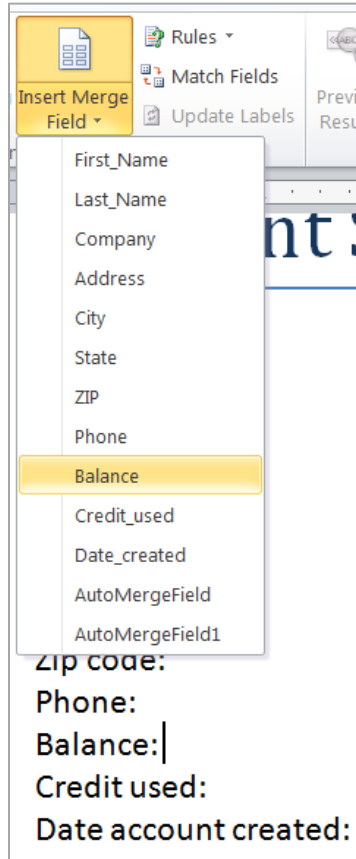 Insert Merge
Field
Rules
Match Fields
Update Labels
First_Name
Last_Name
Company
Address
City
State
ZIP
Phone
Balance
Credit_used
Date_created
AutoMergeField
AutoMergeField1
Zip code:
Phone:
Balance:
Credit used:
Date account created: